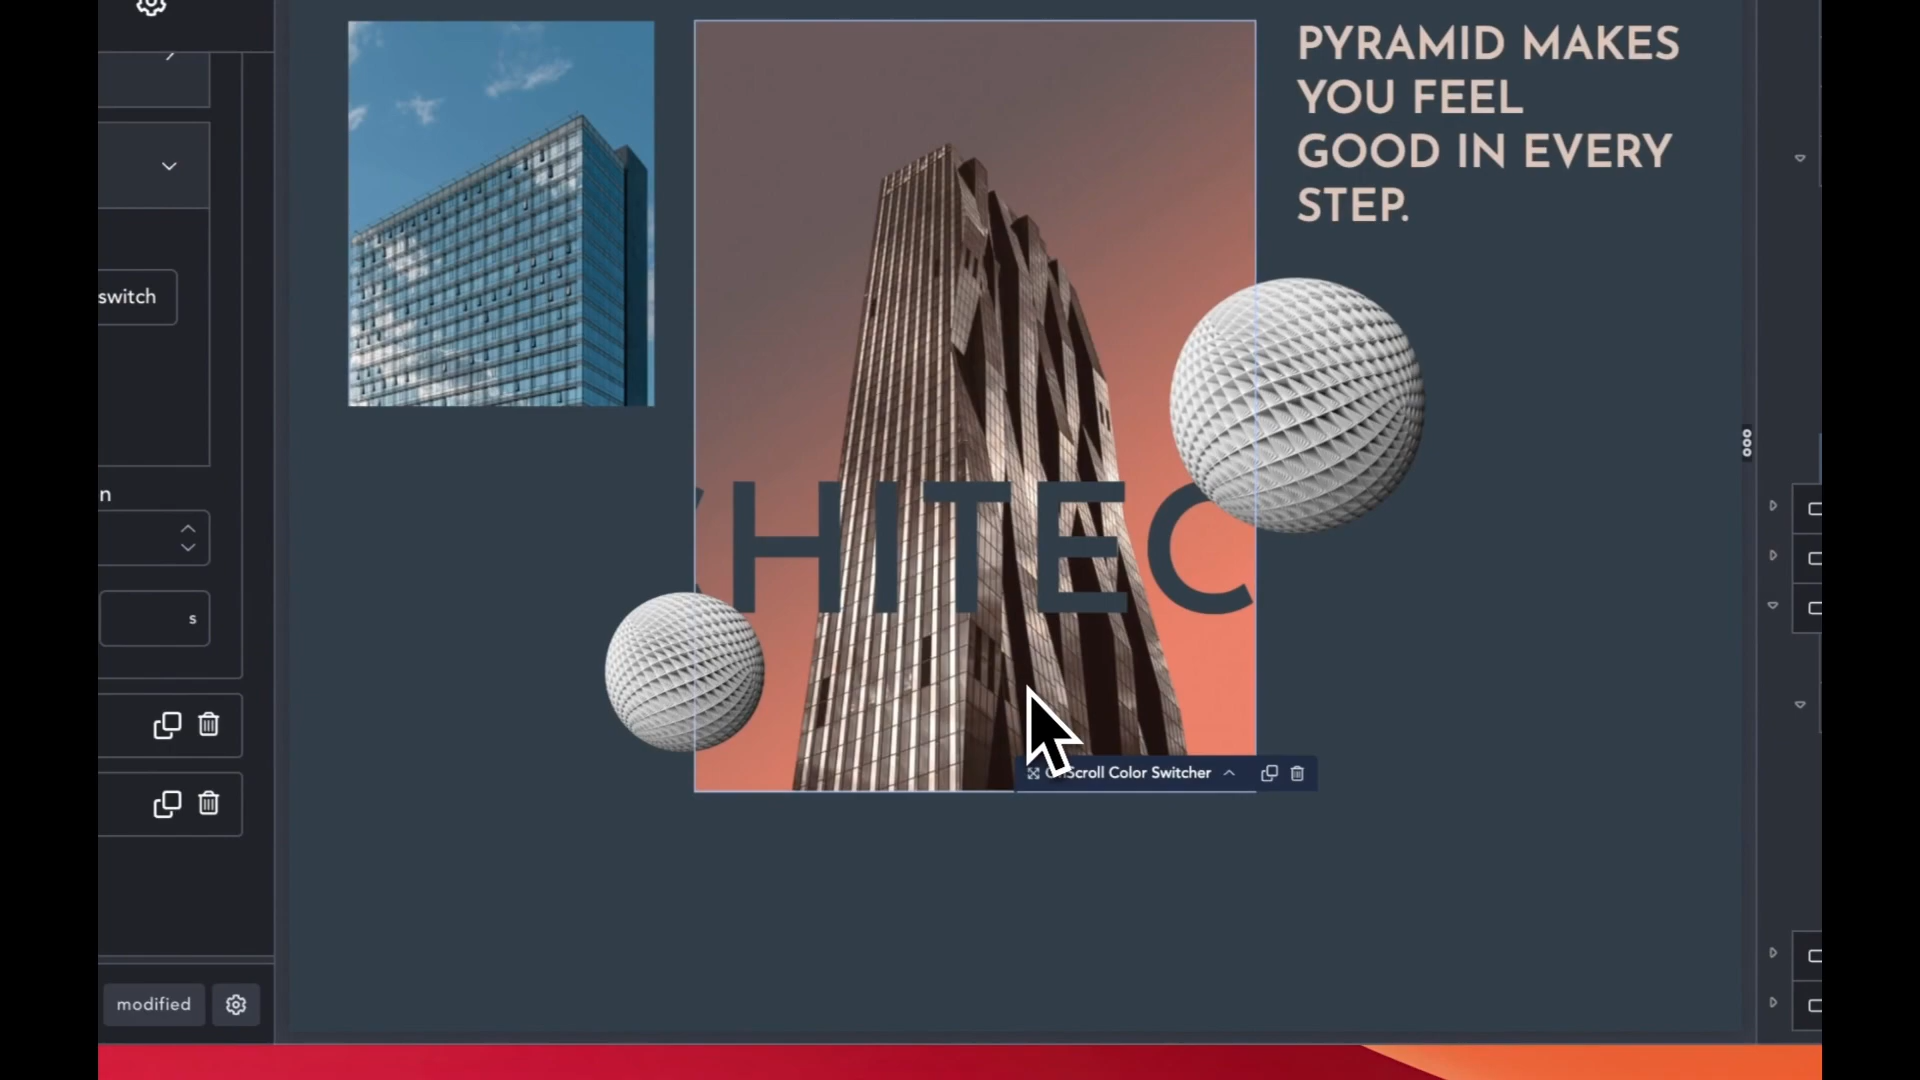 PYRAMID MAKES
YOU FEEL
GOOD IN EVERY
STEP.
switch
n
HITEC
s
Scroll Color Switcher
modified